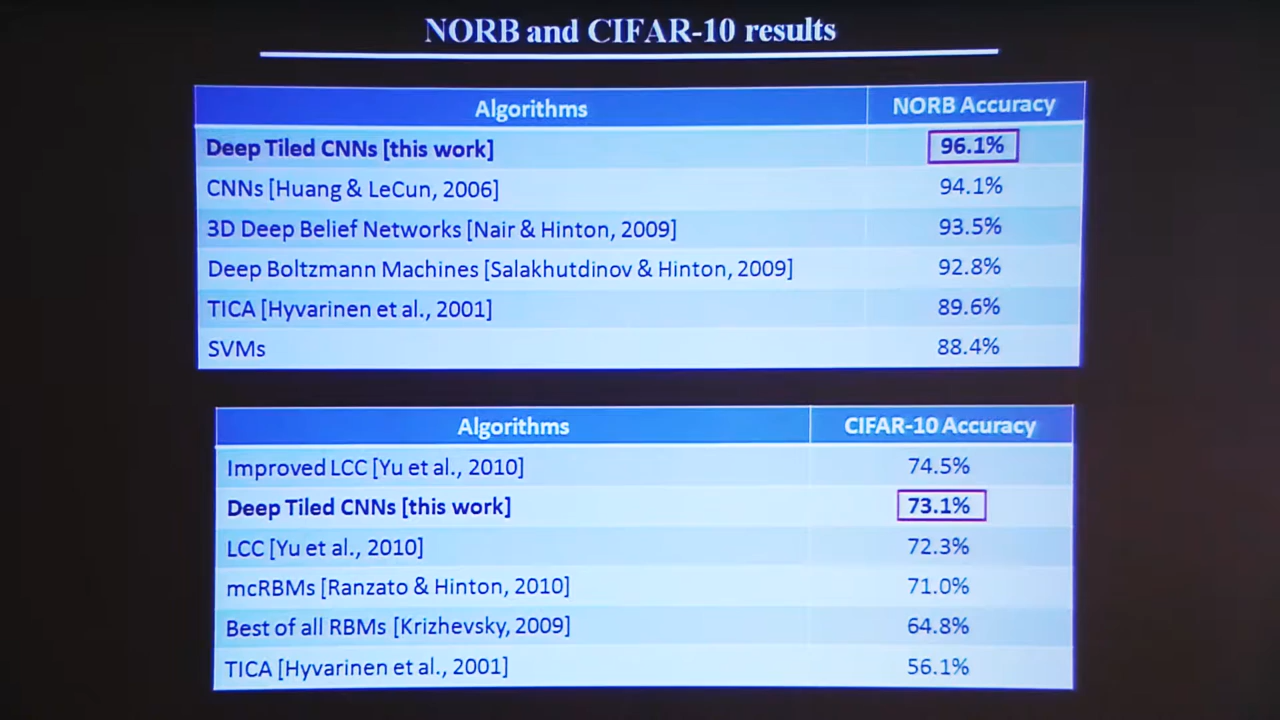 NORB and CIFAR-10 results
Algorithms NORB Accuracy
Deep Tiled CNNs [this work] 96.1%
CNNs [Huang & LeCun, 2006] 94.1%
3D Deep Belief Networks [Nair & Hinton, 2009] 93.5%
Deep Boltzmann Machines [Salakhutdinov & Hinton, 2009] 92.8%
TICA [Hyvarinen et al., 2001] 89.6%
SVMs 88.4%
Algorithms CIFAR-10 Accuracy
Improved LCC [Yu et al., 2010] 74.5%
Deep Tiled CNNs [this work] 73.1%
LCC [Yu et al., 2010] 72.3%
mcRBMs [Ranzato & Hinton, 2010] 71.0%
Best of all RBMs [Krizhevsky, 2009] 64.8%
TICA [Hyvarinen et al., 2001] 56.1%